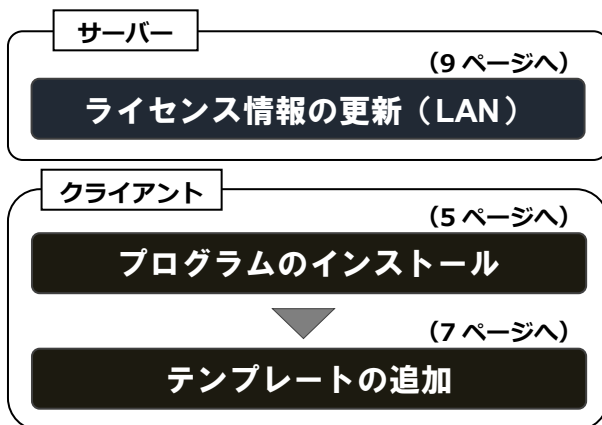 サーバー
（9 ページへ）
ライセンス情報の更新（LAN）
クライアント
（5 ページへ）
プログラムのインストール
（7 ページへ）
テンプレートの追加